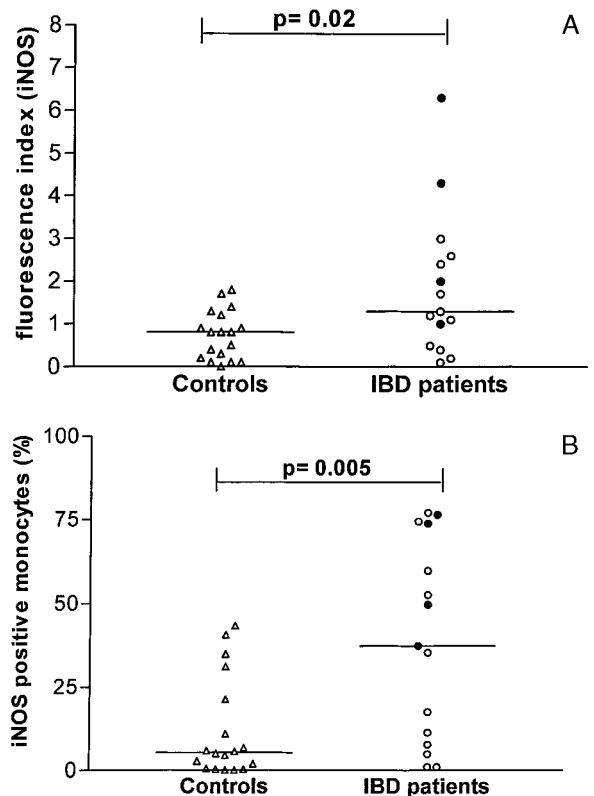 A
p= 0.02
fluorescence index (iNOS)
8
7
6
5
4
3
2
1
0
Controls
IBD patients
B
p= 0.005
iNOS positive monocytes (%)
100
75
50
25
0
Controls
IBD patients